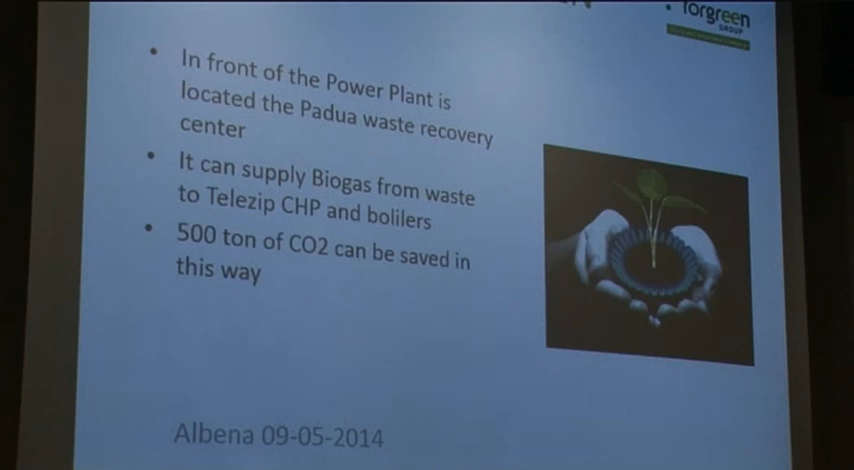 forgreen
GROUP
• In front of the Power Plant is
located the Padua waste recovery
center
• It can supply Biogas from waste
to Telezip CHP and bolilers
• 500 ton of CO2 can be saved in
this way
Albena 09-05-2014